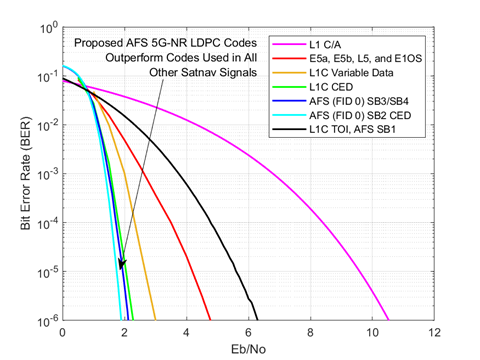 Proposed AFS 5G-NR LDPC Codes
Outperform Codes Used in All
Other Satnav Signals
L1 C/A
E5a, E5b, L5, and E1OS
L1C Variable Data
L1C CED
AFS (FID 0) SB3/SB4
AFS (FID 0) SB2 CED
L1C TOI, AFS SB1
Bit Error Rate (BER)
10^0
10^-1
10^-2
10^-3
10^-4
10^-5
10^-6
0 2 4 6 8 10 12
Eb/No